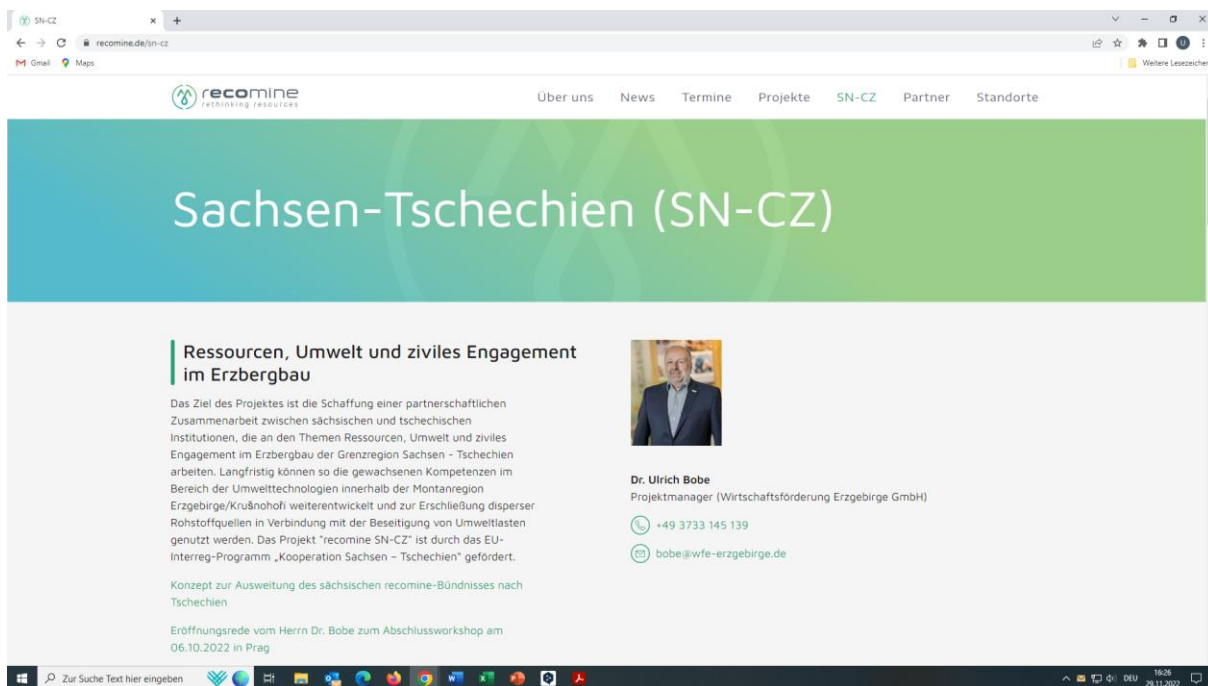 SN-CZ
recomine.de/sn-cz
Gmail Maps
Weitere Lesezeichen
recomine
rethinking resources
Über uns News Termine Projekte SN-CZ Partner Standorte
Sachsen-Tschechien (SN-CZ)
Ressourcen, Umwelt und ziviles Engagement
im Erzbergbau
Das Ziel des Projektes ist die Schaffung einer partnerschaftlichen
Zusammenarbeit zwischen sächsischen und tschechischen
Institutionen, die an den Themen Ressourcen, Umwelt und ziviles
Engagement im Erzbergbau der Grenzregion Sachsen - Tschechien
arbeiten. Langfristig können so die gewachsenen Kompetenzen im
Bereich der Umwelttechnologien innerhalb der Montanregion
Erzgebirge/Krušnohoří weiterentwickelt und zur Erschließung disperser
Rohstoffquellen in Verbindung mit der Beseitigung von Umweltlasten
genutzt werden. Das Projekt "recomine SN-CZ" ist durch das EU-
Interreg-Programm „Kooperation Sachsen – Tschechien" gefördert.
Konzept zur Ausweitung des sächsischen recomine-Bündnisses nach
Tschechien
Eröffnungsrede vom Herrn Dr. Bobe zum Abschlussworkshop am
06.10.2022 in Prag
Dr. Ulrich Bobe
Projektmanager (Wirtschaftsförderung Erzgebirge GmbH)
+49 3733 145 139
bobe@wfe-erzgebirge.de
Zur Suche Text hier eingeben
DEU
16:26
29.11.2022